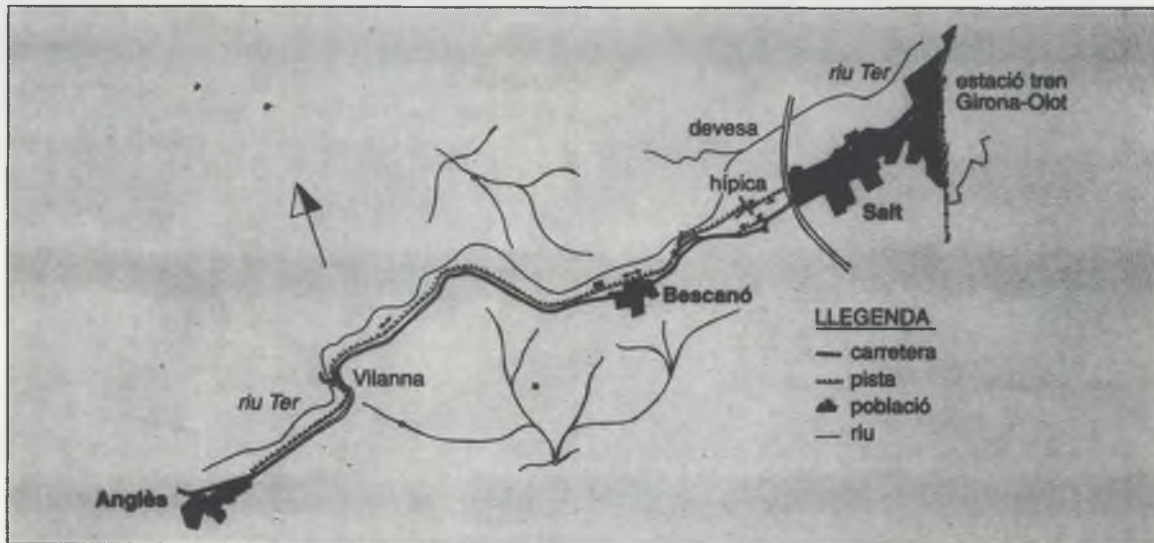 riu Ter
estació tren
Girona-Olot
devesa
hípica
Salt
Bescanó
LLEGENDA
carretera
pista
població
riu
Vilanna
riu Ter
Anglès